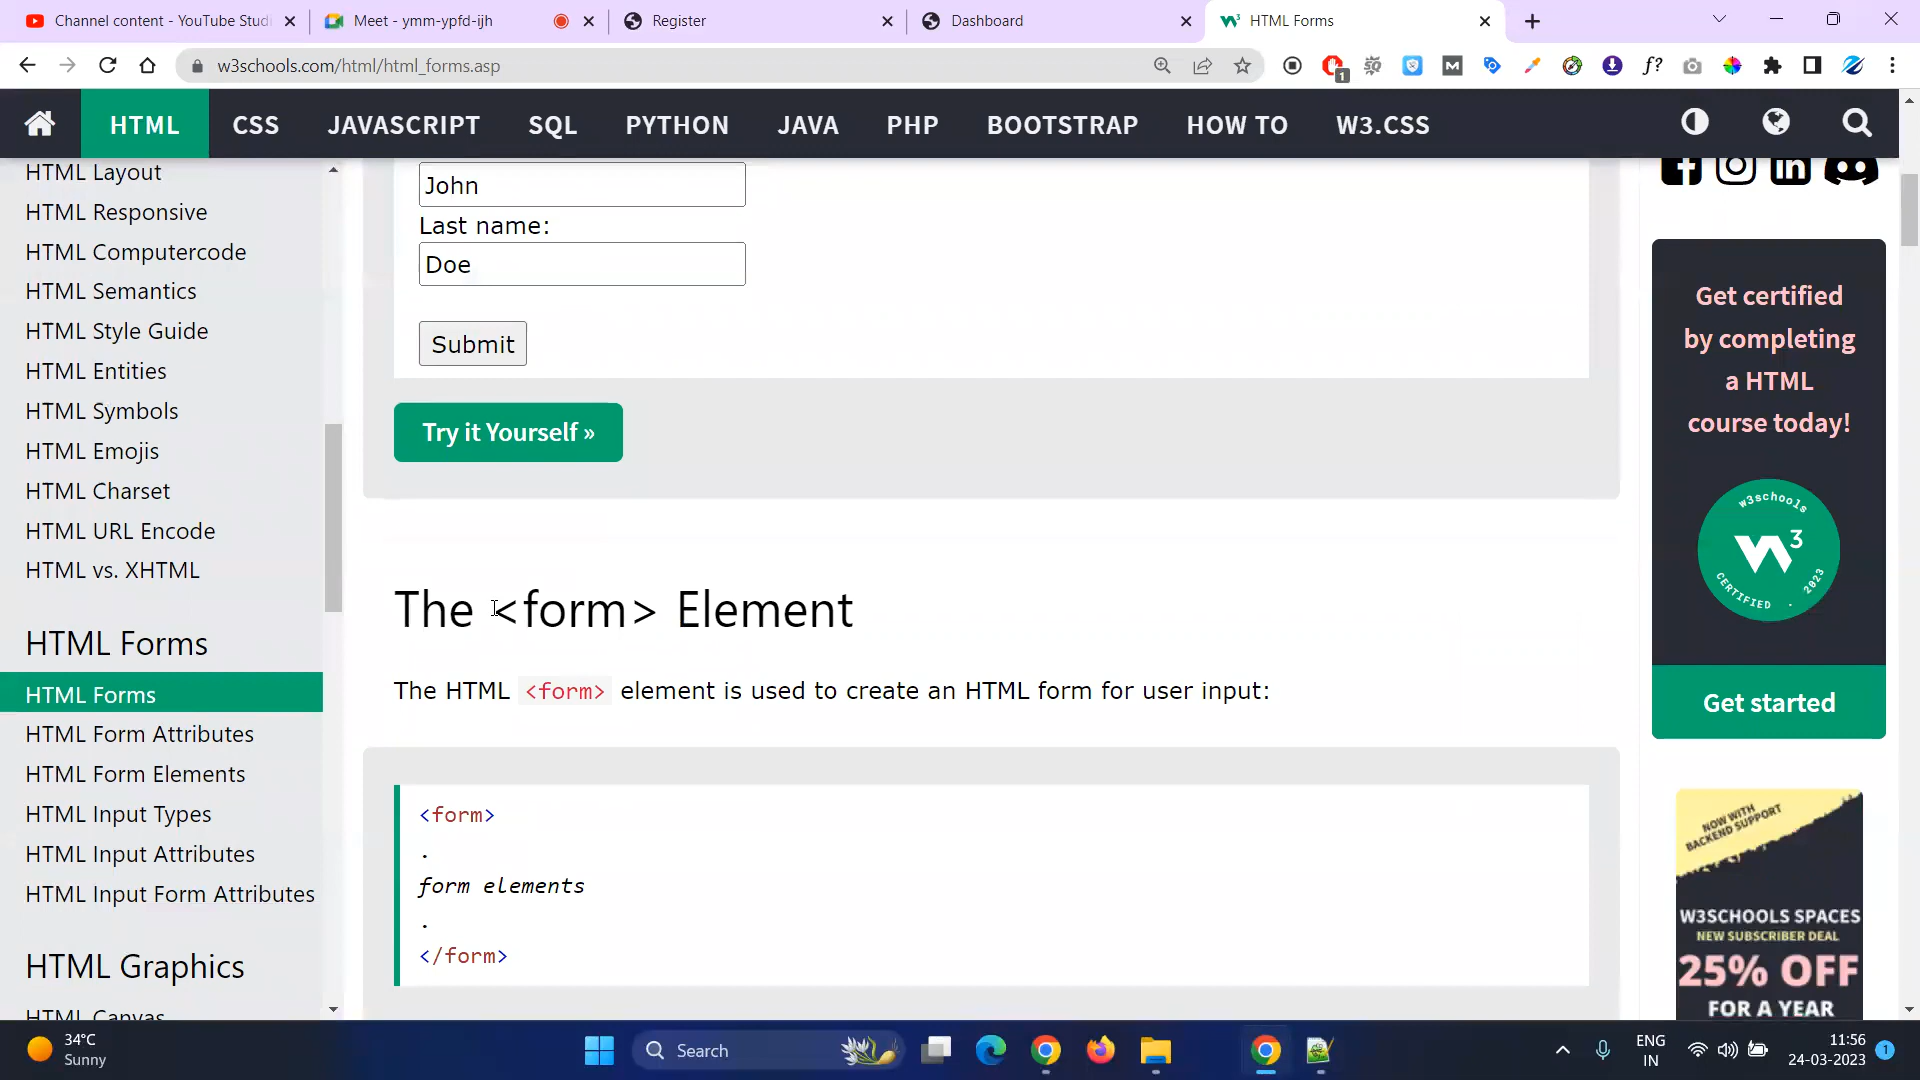 Channel content - YouTube Studi
Meet - ymm-ypfd-ijh
Register
Dashboard
HTML Forms
w3schools.com/html/html_forms.asp
1
f?
HTML
CSS
JAVASCRIPT
SQL
PYTHON
JAVA
PHP
BOOTSTRAP
HOW TO
W3.CSS
HTML Layout
HTML Responsive
HTML Computercode
HTML Semantics
HTML Style Guide
HTML Entities
HTML Symbols
HTML Emojis
HTML Charset
HTML URL Encode
HTML vs. XHTML
HTML Forms
HTML Forms
HTML Form Attributes
HTML Form Elements
HTML Input Types
HTML Input Attributes
HTML Input Form Attributes
HTML Graphics
HTML Canvas
John
Last name:
Doe
Submit
Try it Yourself »
The <form> Element
The HTML <form> element is used to create an HTML form for user input:
<form>
.
form elements
.
</form>
Get certified
by completing
a HTML
course today!
w3schools
W3
CERTIFIED . 2023
Get started
NOW WITH
BACKEND SUPPORT
W3SCHOOLS SPACES
NEW SUBSCRIBER DEAL
25% OFF
FOR A YEAR
34°C
Sunny
Search
ENG
IN
11:56
24-03-2023
1